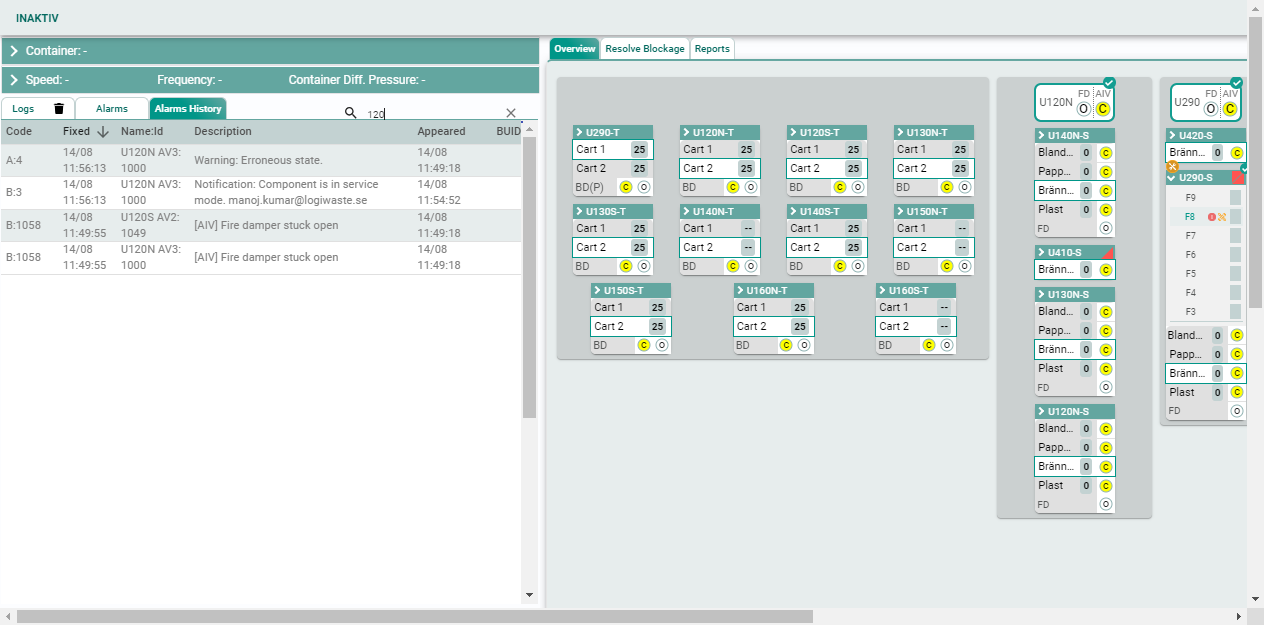 INAKTIV
Container: -
Speed: - Frequency: - Container Diff. Pressure: -
Logs Alarms Alarms History 120
Code Fixed Name:Id Description Appeared BUID
A:4 14/08 11:56:13 U120N AV3: 1000 Warning: Erroneous state. 14/08 11:49:18
B:3 14/08 11:56:13 U120N AV3: 1000 Notification: Component is in service mode. manoj.kumar@logiwaste.se 14/08 11:54:52
B:1058 14/08 11:49:55 U120S AV2: 1049 [AIV] Fire damper stuck open 14/08 11:49:18
B:1058 14/08 11:49:55 U120N AV3: 1000 [AIV] Fire damper stuck open 14/08 11:49:18
Overview Resolve Blockage Reports
U290-T
Cart 1 25
Cart 2 25
BD(P) C O
U120N-T
Cart 1 25
Cart 2 25
BD C O
U120S-T
Cart 1 25
Cart 2 25
BD C O
U130N-T
Cart 1 25
Cart 2 25
BD C O
U130S-T
Cart 1 25
Cart 2 25
BD C O
U140N-T
Cart 1 --
Cart 2 --
BD C O
U140S-T
Cart 1 25
Cart 2 25
BD C O
U150N-T
Cart 1 --
Cart 2 --
BD C O
U150S-T
Cart 1 25
Cart 2 25
BD C O
U160N-T
Cart 1 25
Cart 2 25
BD C O
U160S-T
Cart 1 --
Cart 2 --
BD C O
FD AIV
U120N O C
U140N-S
Bland... 0 C
Papp... 0 C
Bränn... 0 C
Plast 0 C
FD O
U410-S
Bränn... 0 C
U130N-S
Bland... 0 C
Papp... 0 C
Bränn... 0 C
Plast 0 C
FD O
U120N-S
Bland... 0 C
Papp... 0 C
Bränn... 0 C
Plast 0 C
FD O
FD AIV
U290 O C
U420-S
Bränn... 0 C
U290-S
F9
F8
F7
F6
F5
F4
F3
Bland... 0 C
Papp... 0 C
Bränn... 0 C
Plast 0 C
FD O